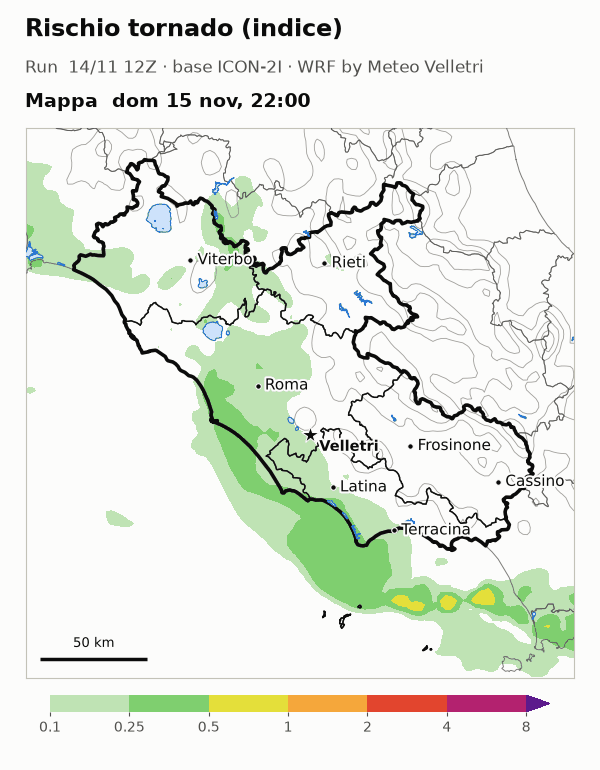 Rischio tornado (indice)
Run  14/11 12Z · base ICON-2I · WRF by Meteo Velletri
Mappa  dom 15 nov, 22:00
Viterbo
Rieti
Roma
Velletri
Frosinone
Latina
Cassino
Terracina
50 km
0.1 0.25 0.5 1 2 4 8